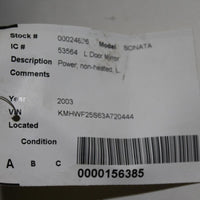 Stock # 00024626 Model SONATA
IC # 53564 L Door Mirror
Description Power, non-heated, L.
Comments
Year 2003
VIN KMHWF25S63A720444
Located
Condition
A B C
0000156385